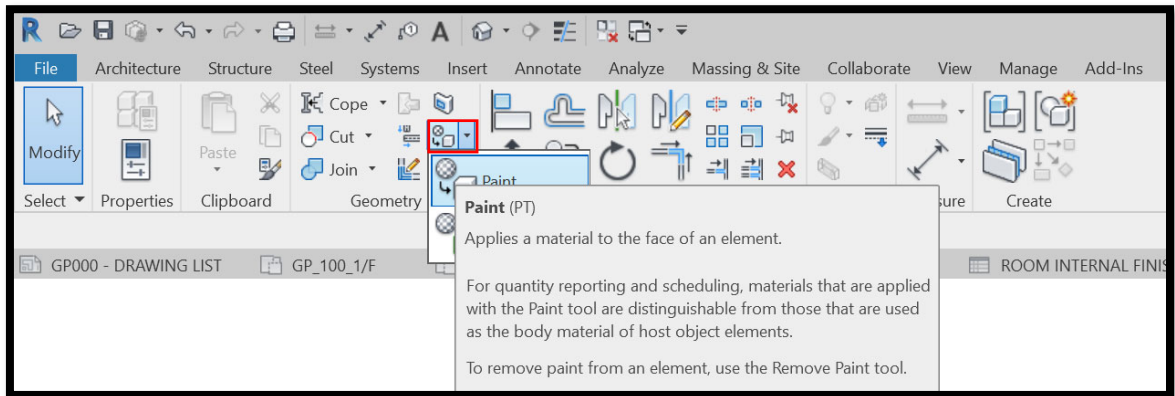 R
A
File Architecture Structure Steel Systems Insert Annotate Analyze Massing & Site Collaborate View Manage Add-Ins
Modify
Paste
Cope
Cut
Join
Select Properties Clipboard Geometry Create
Paint
Paint (PT)
Applies a material to the face of an element.
For quantity reporting and scheduling, materials that are applied
with the Paint tool are distinguishable from those that are used
as the body material of host object elements.
To remove paint from an element, use the Remove Paint tool.
GP000 - DRAWING LIST GP_100_1/F ROOM INTERNAL